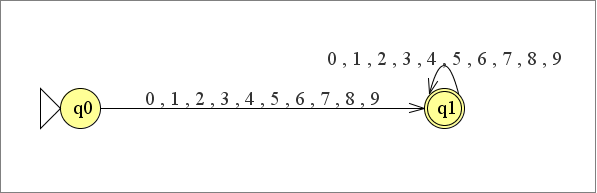 0 , 1 , 2 , 3 , 4 , 5 , 6 , 7 , 8 , 9
q0
0 , 1 , 2 , 3 , 4 , 5 , 6 , 7 , 8 , 9
q1